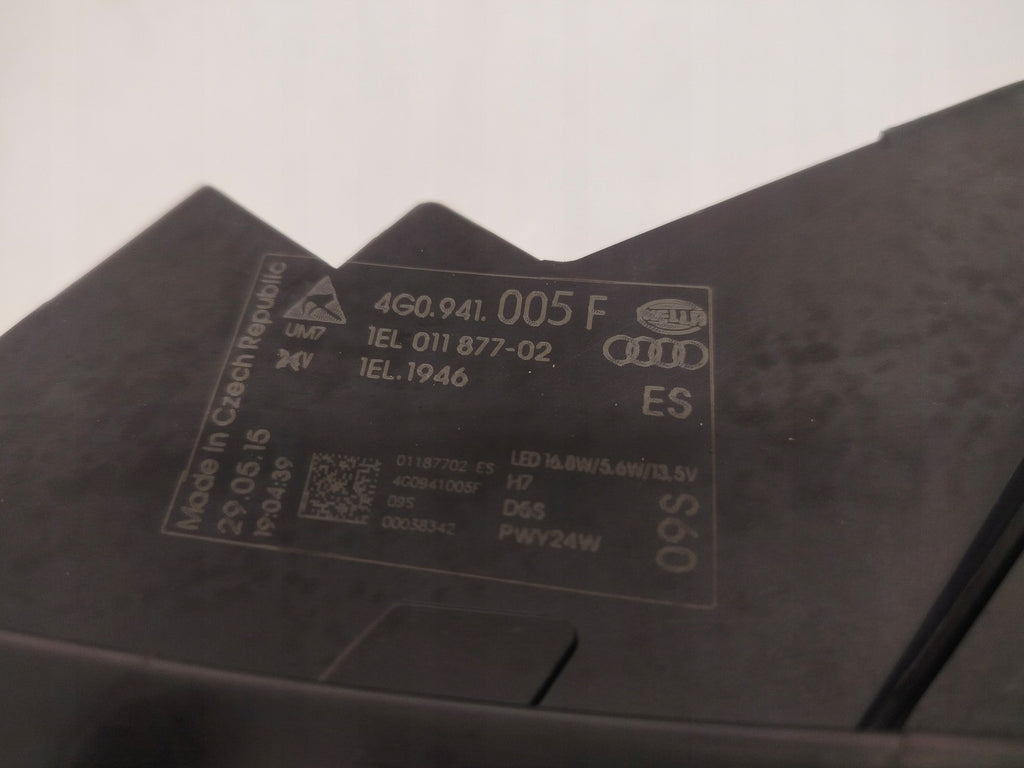 Made in Czech Republic
29.05.15
19:04:39
UM7
4G0.941. 005 F
1EL 011 877-02
1EL.1946
HELLA
ES
01187702 ES
4G0941005F
09S
00038342
LED 16.8W/5.6W/13.5V
H7
D5S
PWY24W
09S